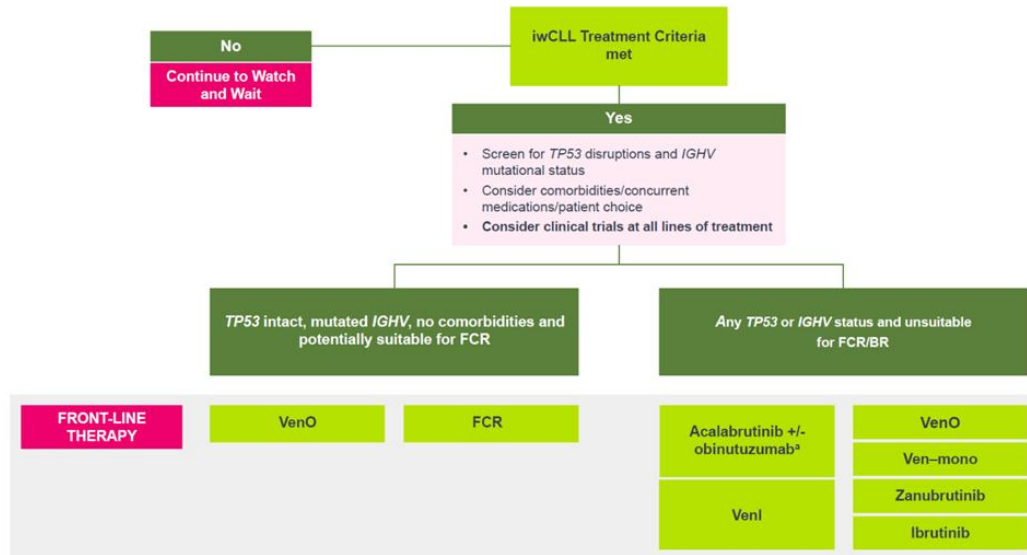 iwCLL Treatment Criteria
met
No
Continue to Watch
and Wait
Yes
• Screen for TP53 disruptions and IGHV
mutational status
• Consider comorbidities/concurrent
medications/patient choice
• Consider clinical trials at all lines of treatment
TP53 intact, mutated IGHV, no comorbidities and
potentially suitable for FCR
Any TP53 or IGHV status and unsuitable
for FCR/BR
FRONT-LINE
THERAPY
VenO
FCR
Acalabrutinib +/-
obinutuzumabª
VenI
VenO
Ven–mono
Zanubrutinib
Ibrutinib